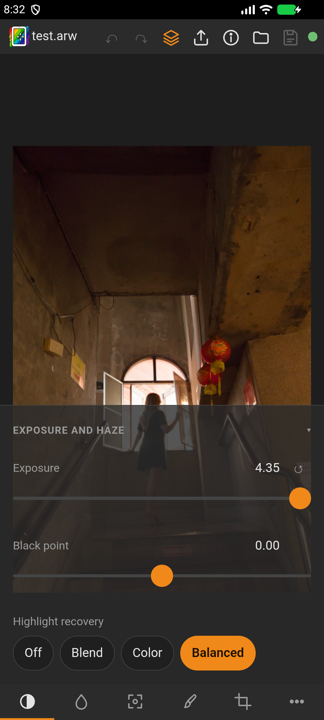 8:32
test.arw
EXPOSURE AND HAZE
Exposure 4.35
Black point 0.00
Highlight recovery
Off Blend Color Balanced